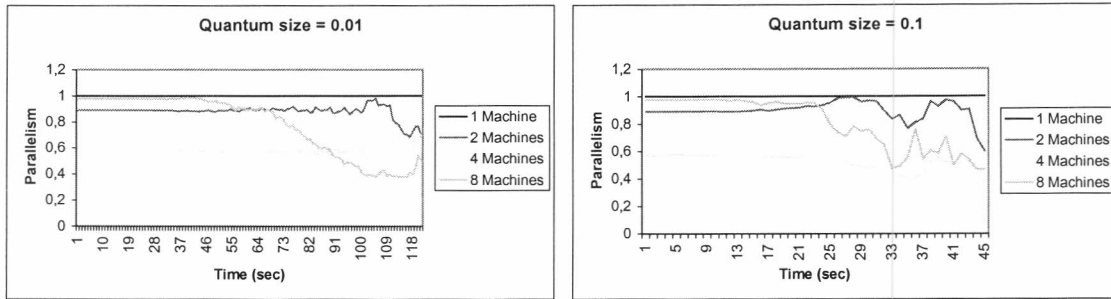 Quantum size = 0.01
1,2
1
0,8
0,6
0,4
0,2
0
Parallelism
1 10 19 28 37 46 55 64 73 82 91 100 109 118
Time (sec)
1 Machine
2 Machines
4 Machines
8 Machines
Quantum size = 0.1
1,2
1
0,8
0,6
0,4
0,2
0
Parallelism
1 5 9 13 17 21 25 29 33 37 41 45
Time (sec)
1 Machine
2 Machines
4 Machines
8 Machines